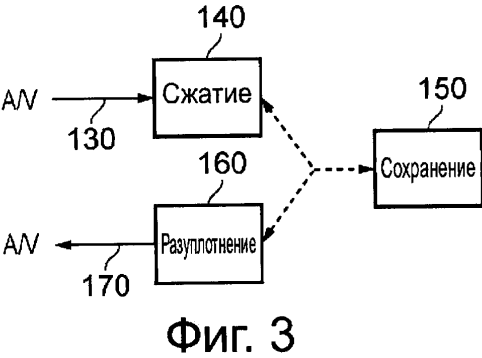 140
A/V
Сжатие
130
150
Сохранение
160
A/V
Разуплотнение
170
Фиг. 3